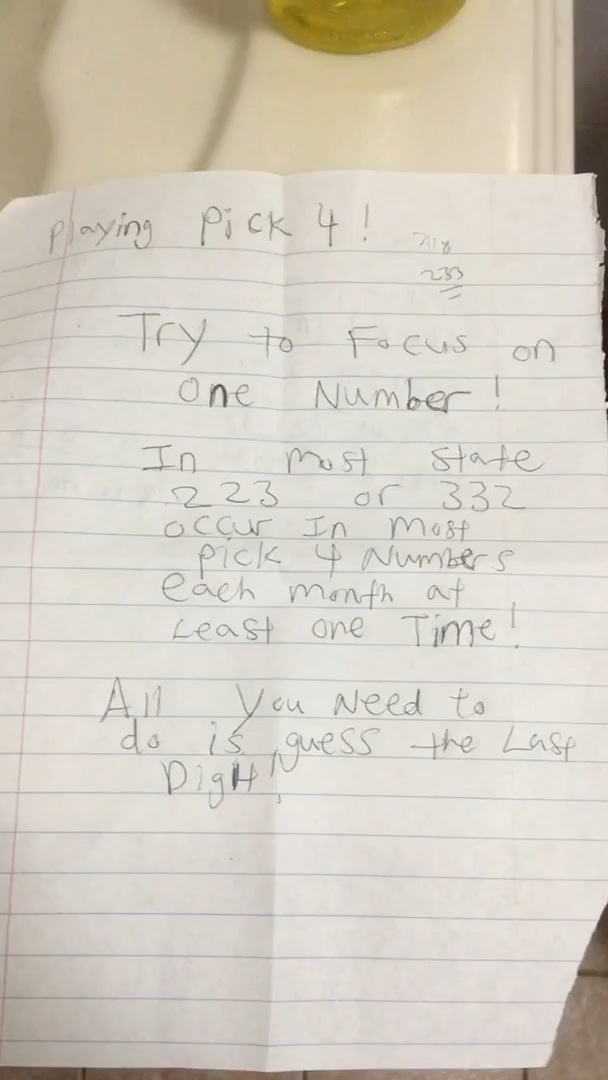 playing Pick 4!
233
Try to Focus on
One Number!
In most state
223 or 332
occur In most
pick 4 Numbers
each month at
Least one Time!
All You Need to
do is guess the Last
Digit!